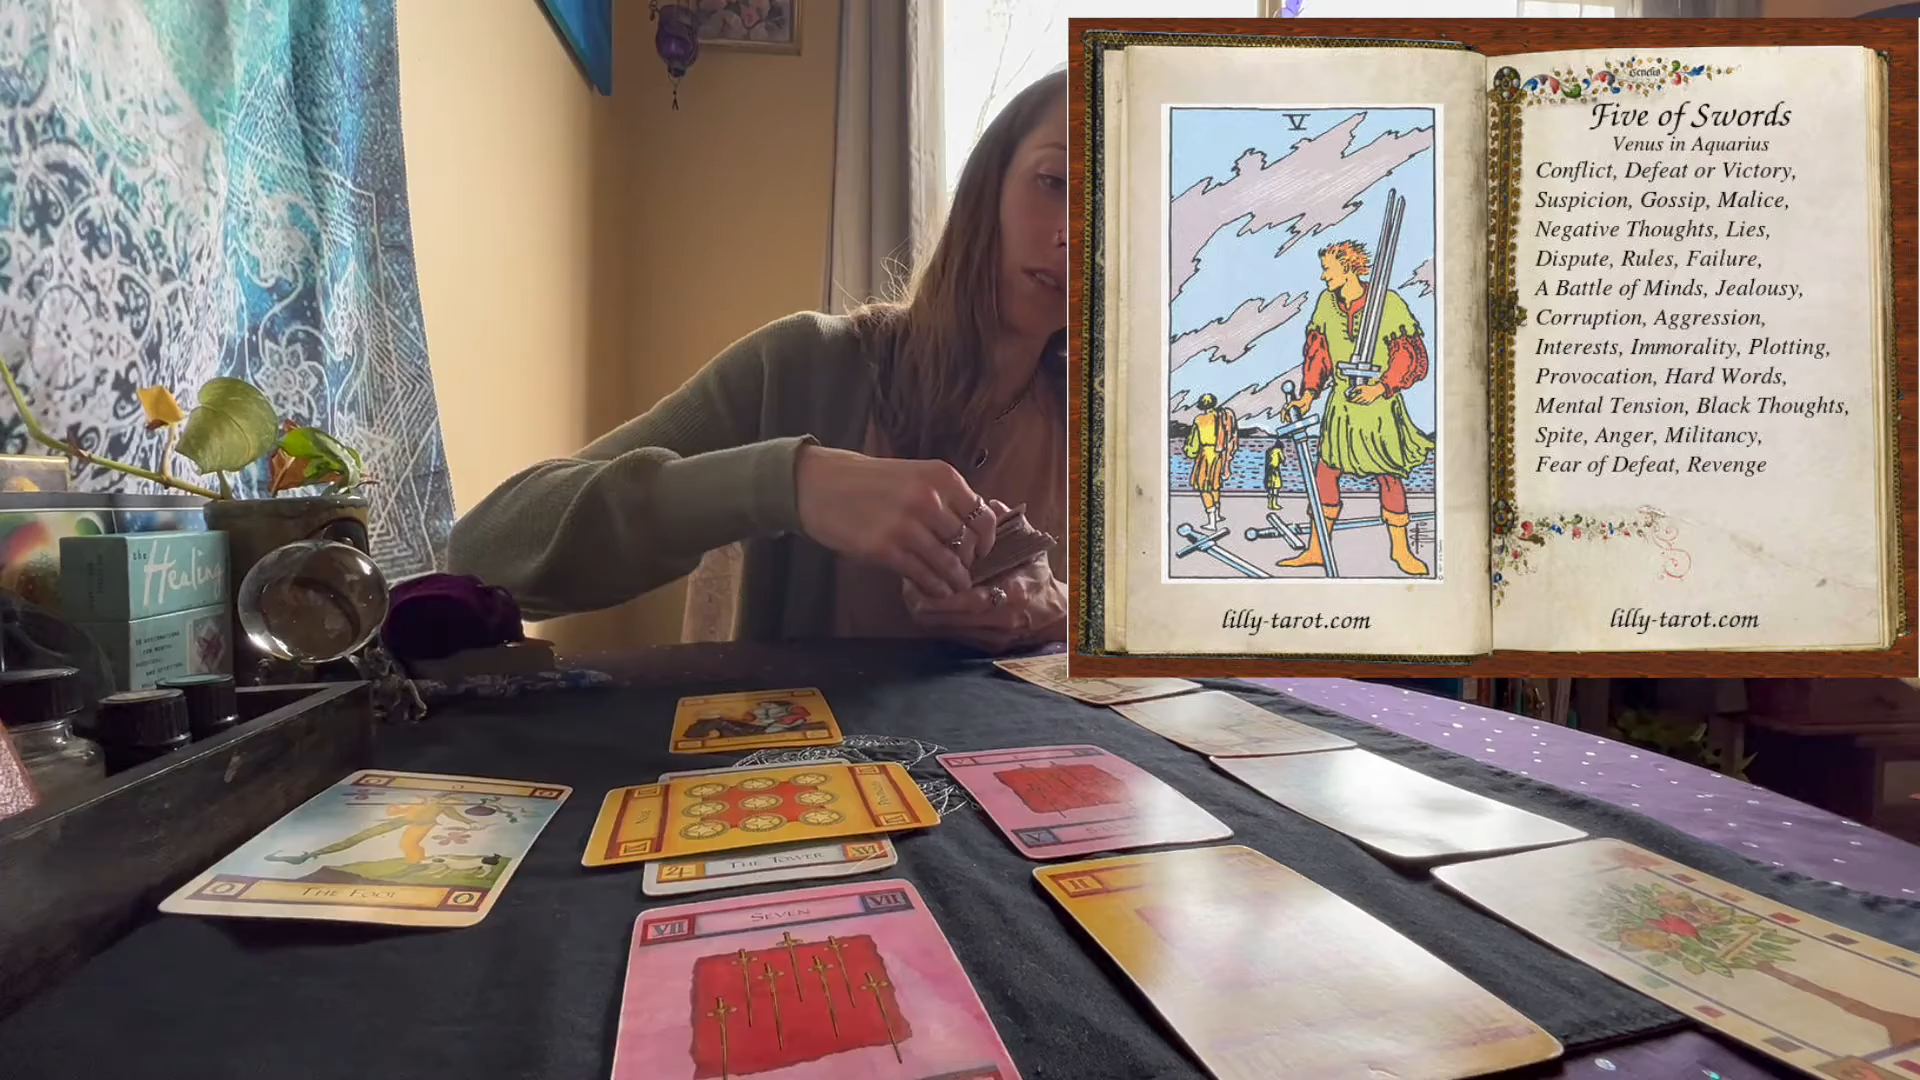 V
Genesis
Five of Swords
Venus in Aquarius
Conflict, Defeat or Victory,
Suspicion, Gossip, Malice,
Negative Thoughts, Lies,
Dispute, Rules, Failure,
A Battle of Minds, Jealousy,
Corruption, Aggression,
Interests, Immorality, Plotting,
Provocation, Hard Words,
Mental Tension, Black Thoughts,
Spite, Anger, Militancy,
Fear of Defeat, Revenge
lilly-tarot.com
lilly-tarot.com
the
Healing
THE TOWER XVI
O
THE FOOL
O
VII SEVEN VII
II
V